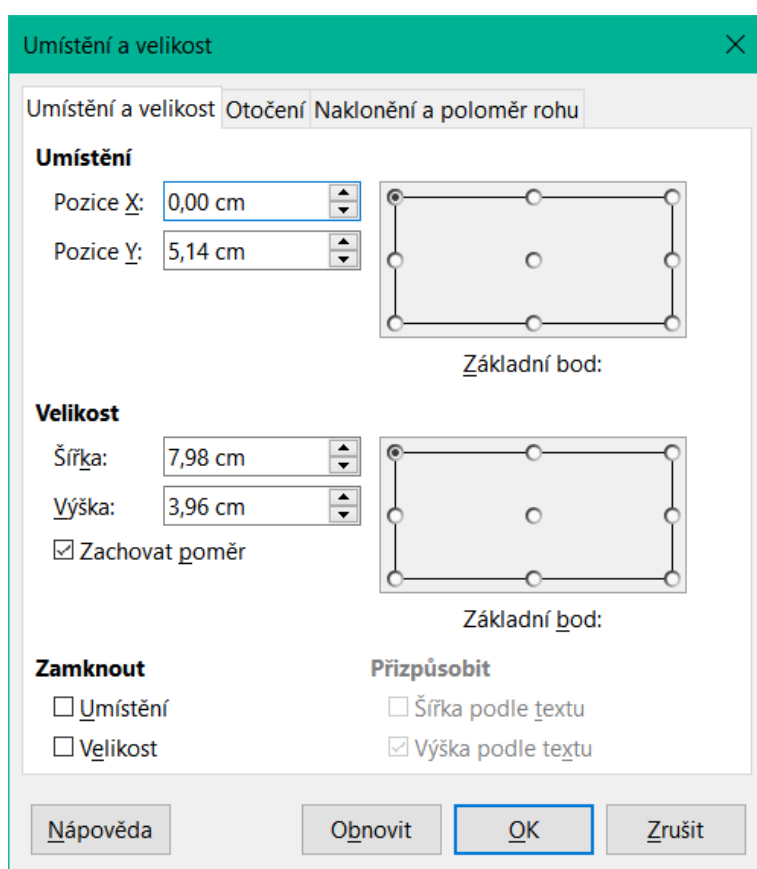 Umístění a velikost
Umístění a velikost Otočení Naklonění a poloměr rohu
Umístění
Pozice X: 0,00 cm
Pozice Y: 5,14 cm
Základní bod:
Velikost
Šířka: 7,98 cm
Výška: 3,96 cm
Zachovat poměr
Základní bod:
Zamknout Přizpůsobit
Umístění Šířka podle textu
Velikost Výška podle textu
Nápověda Obnovit OK Zrušit